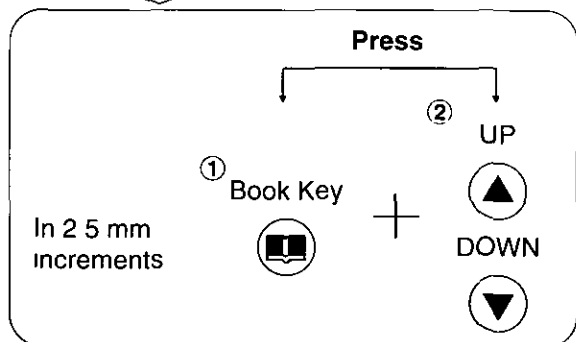 Press
② UP
① Book Key
+
In 2 5 mm
increments
DOWN